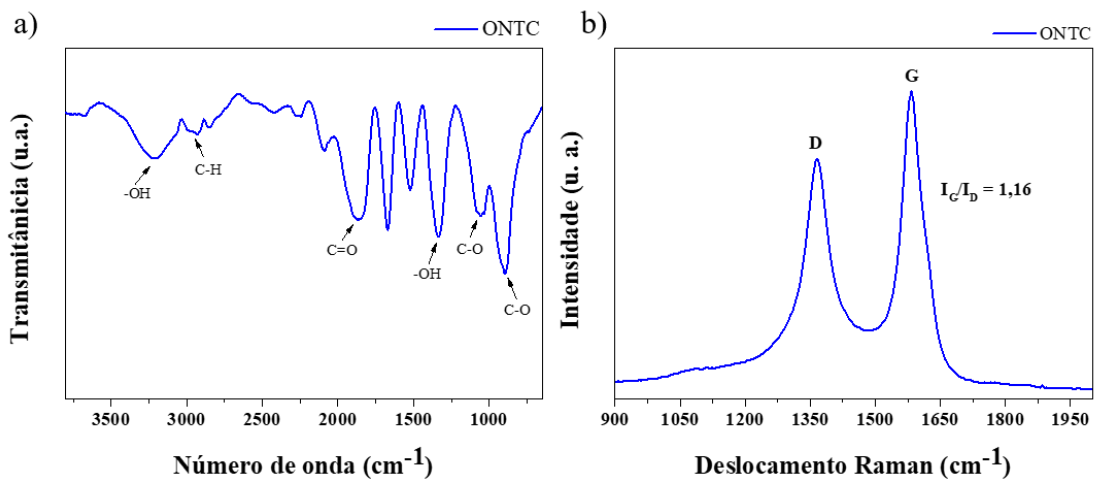 a)
ONTC
Transmitânicia (u.a.)
-OH
C-H
C=O
-OH
C-O
C-O
3500 3000 2500 2000 1500 1000
Número de onda (cm-1)
b)
ONTC
Intensidade (u. a.)
D
G
IG/ID = 1,16
900 1050 1200 1350 1500 1650 1800 1950
Deslocamento Raman (cm-1)